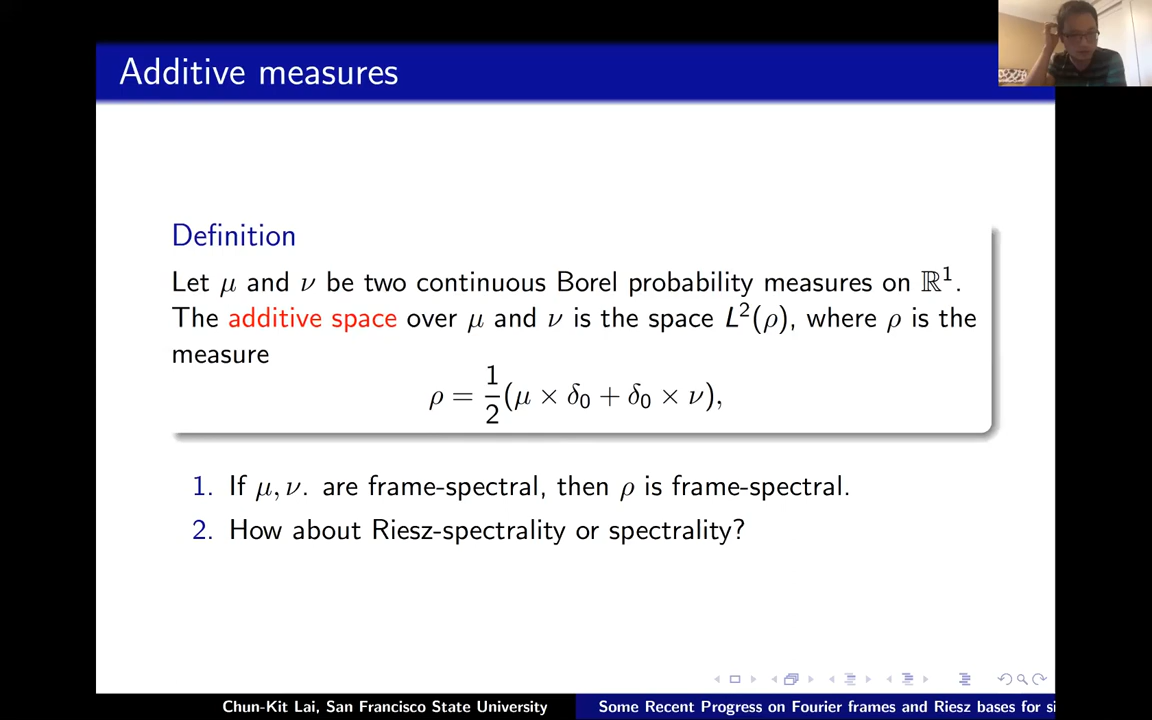 Additive measures
Definition
Let μ and ν be two continuous Borel probability measures on ℝ¹.
The additive space over μ and ν is the space L²(ρ), where ρ is the
measure
ρ = 1/2 (μ × δ₀ + δ₀ × ν),
1. If μ, ν. are frame-spectral, then ρ is frame-spectral.
2. How about Riesz-spectrality or spectrality?
Chun-Kit Lai, San Francisco State University
Some Recent Progress on Fourier frames and Riesz bases for si